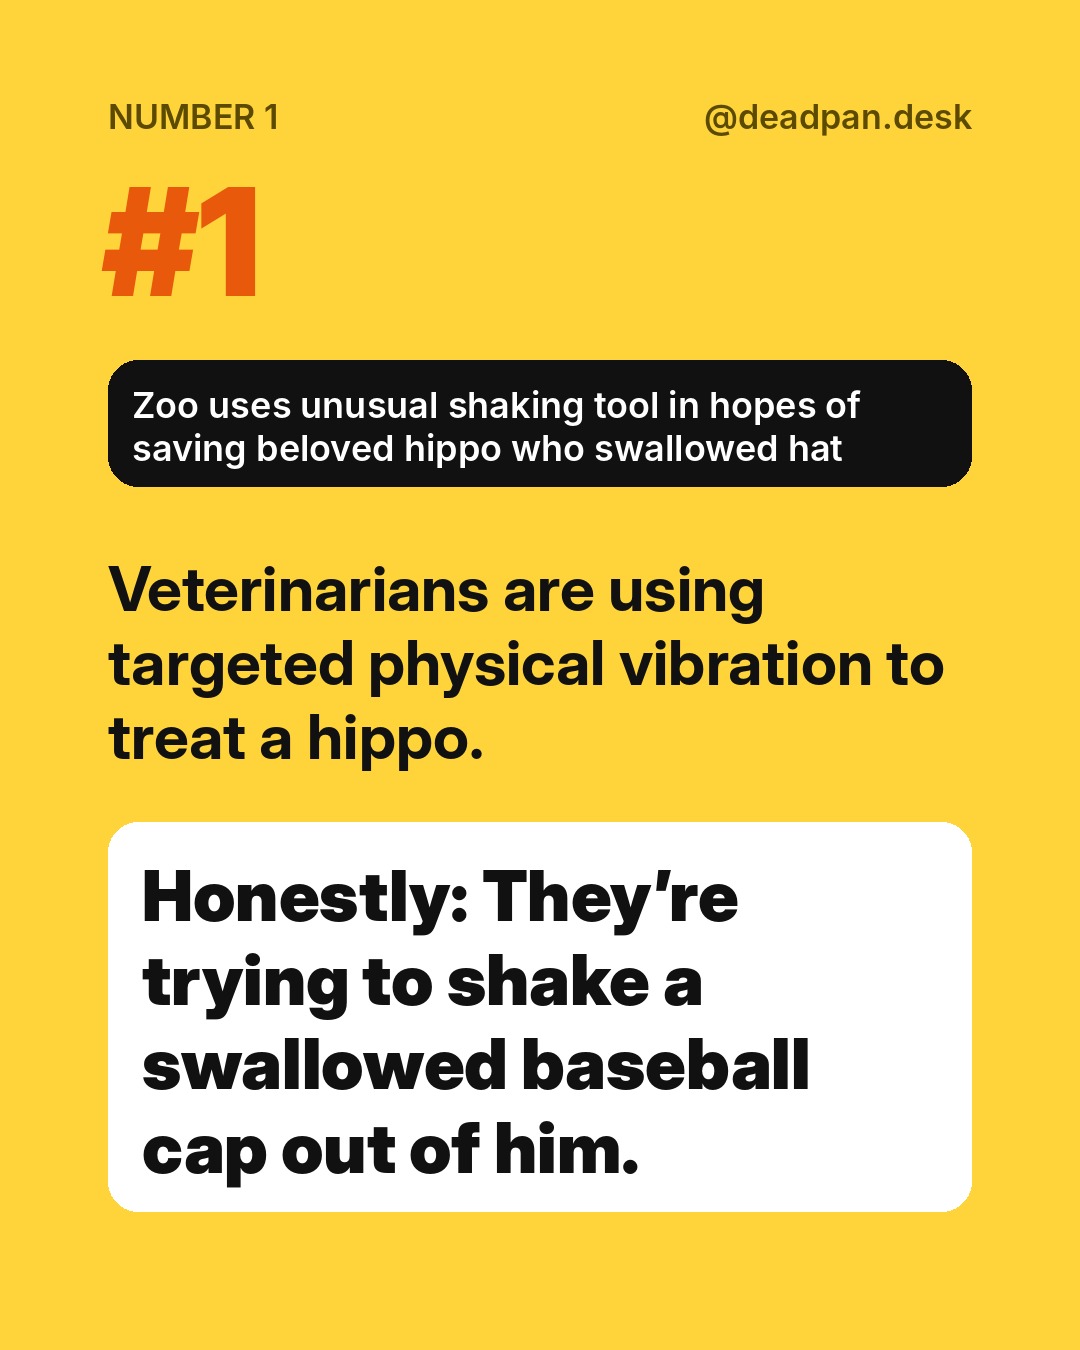 NUMBER 1
@deadpan.desk
#1
Zoo uses unusual shaking tool in hopes of
saving beloved hippo who swallowed hat
Veterinarians are using
targeted physical vibration to
treat a hippo.
Honestly: They’re
trying to shake a
swallowed baseball
cap out of him.